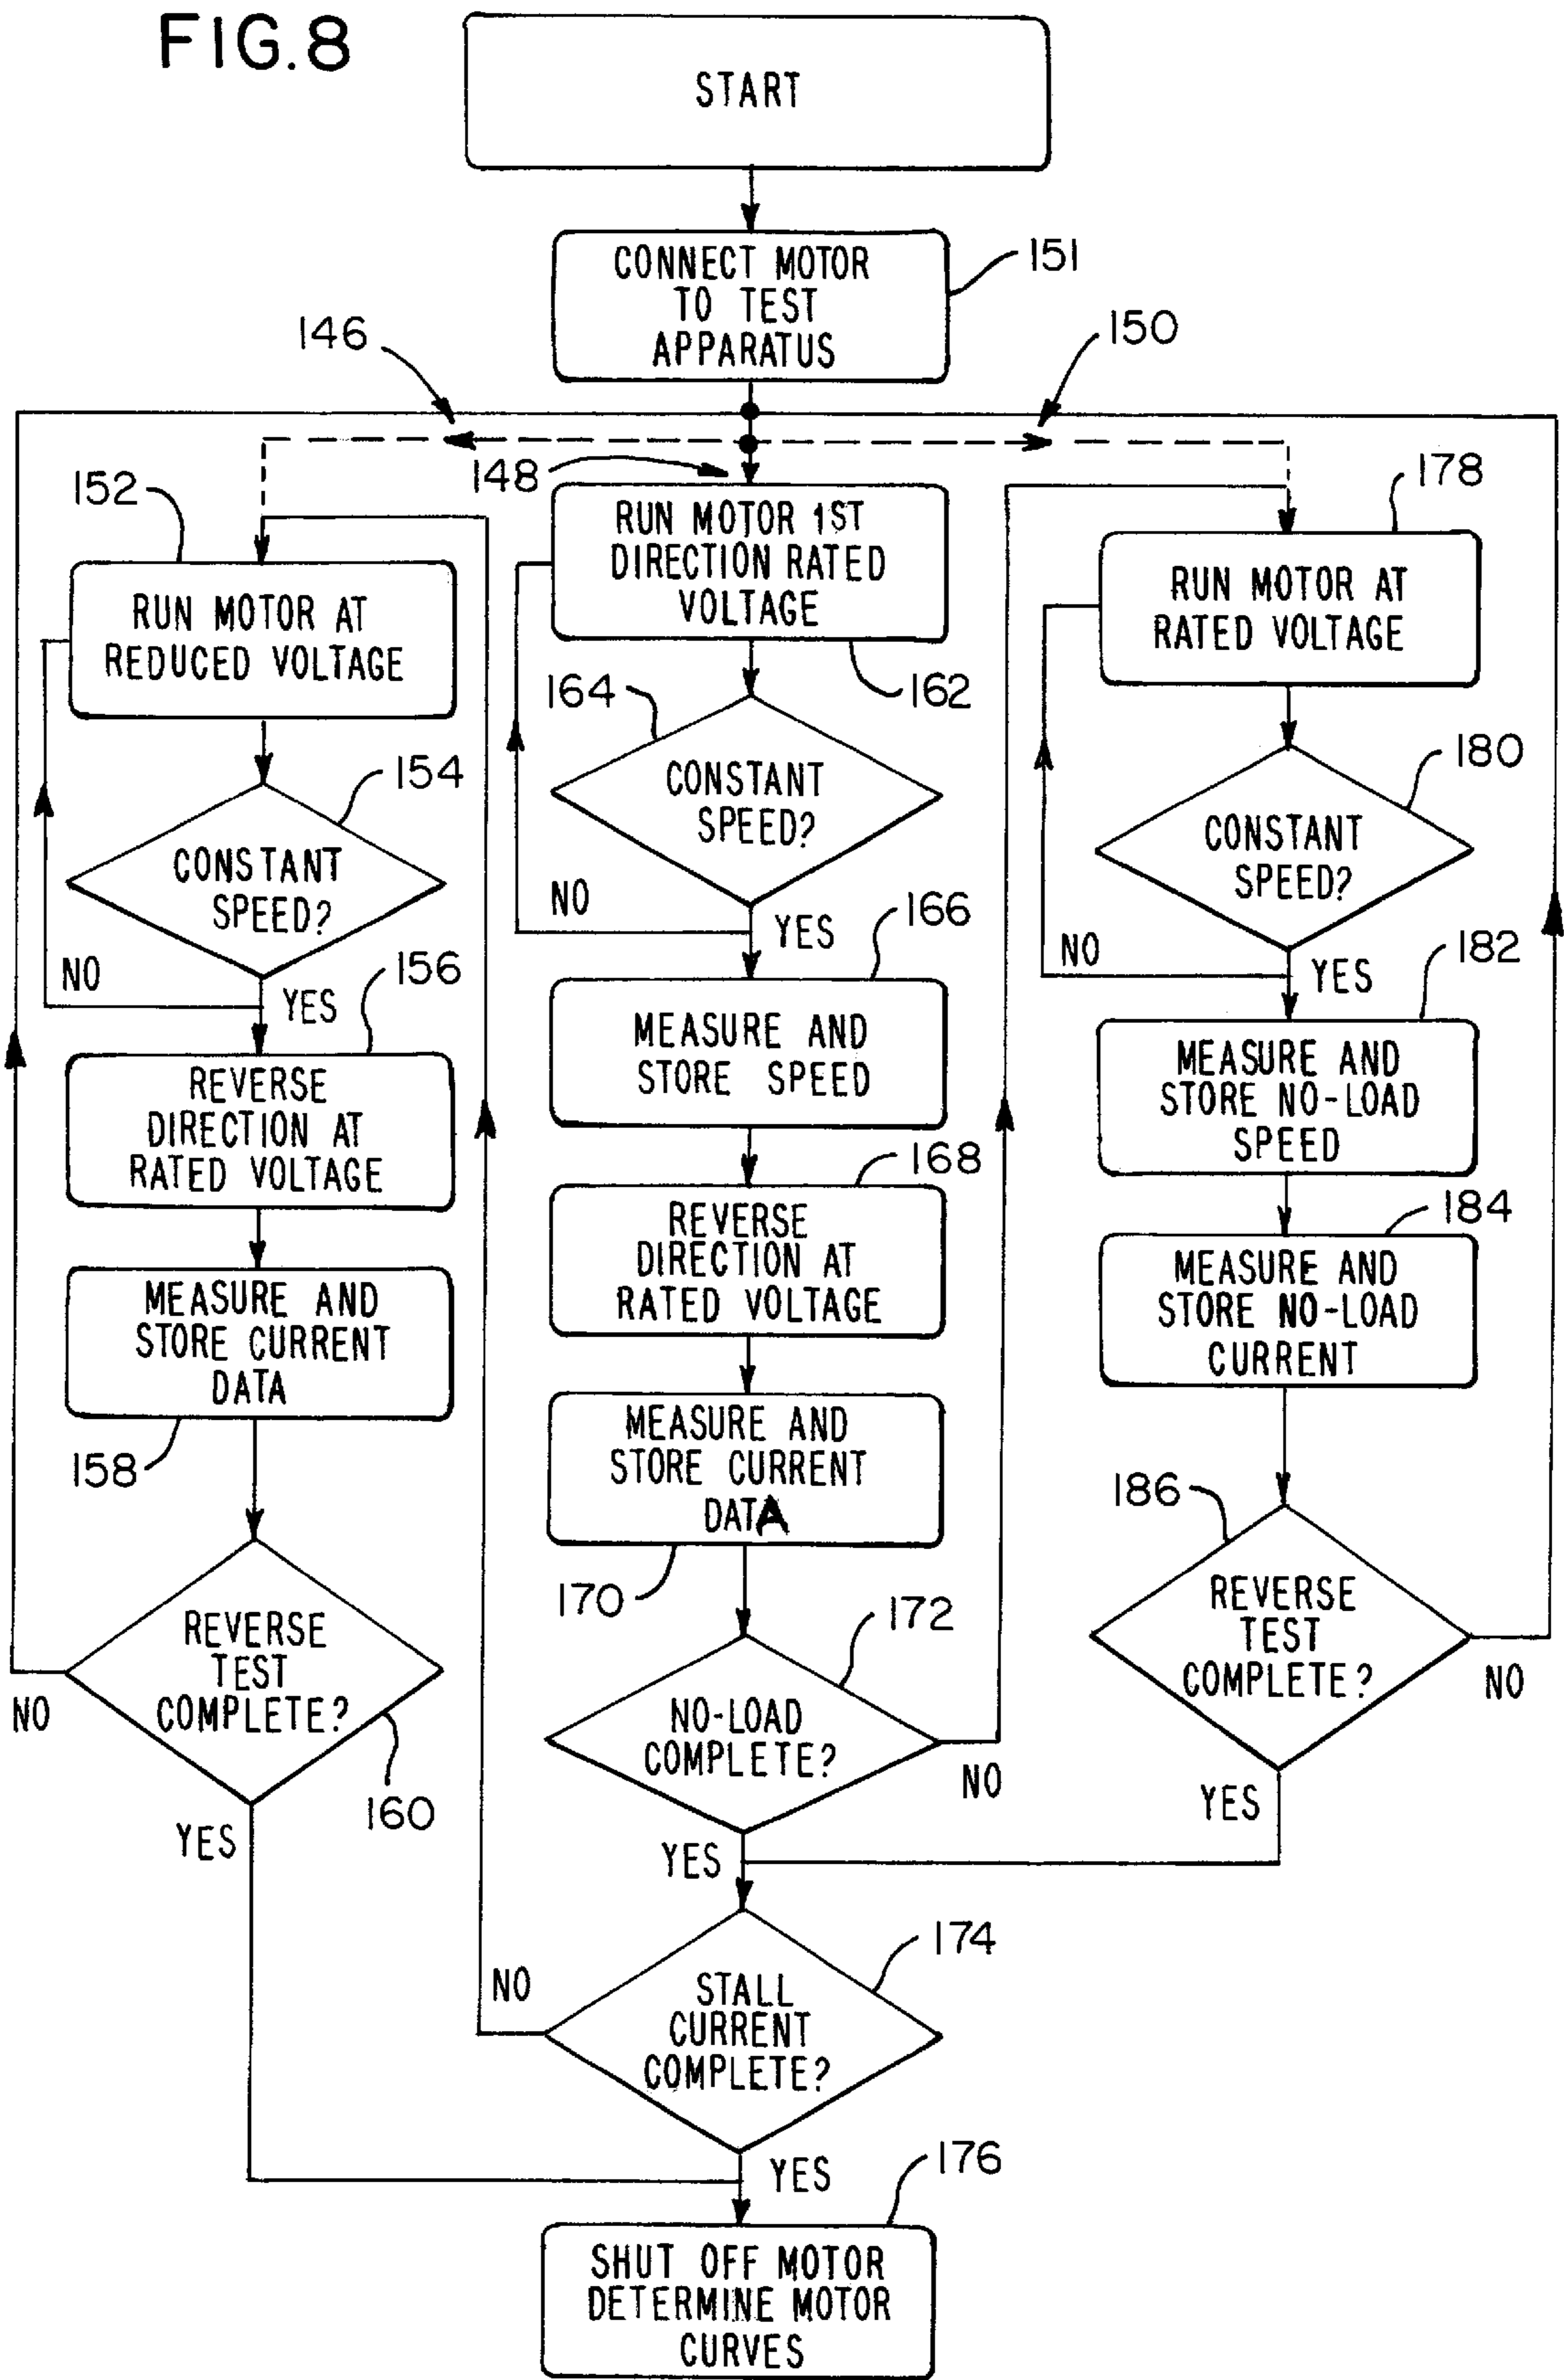 FIG.8
START
CONNECT MOTOR
TO TEST
APPARATUS
151
146
150
148
152
RUN MOTOR AT
REDUCED VOLTAGE
154
CONSTANT
SPEED?
NO
YES
156
REVERSE
DIRECTION AT
RATED VOLTAGE
MEASURE AND
STORE CURRENT
DATA
158
REVERSE
TEST
COMPLETE?
NO
160
YES
RUN MOTOR 1ST
DIRECTION RATED
VOLTAGE
162
164
CONSTANT
SPEED?
NO
YES
166
MEASURE AND
STORE SPEED
168
REVERSE
DIRECTION AT
RATED VOLTAGE
MEASURE AND
STORE CURRENT
DATA
170
172
NO-LOAD
COMPLETE?
NO
YES
174
STALL
CURRENT
COMPLETE?
NO
YES
176
SHUT OFF MOTOR
DETERMINE MOTOR
CURVES
178
RUN MOTOR AT
RATED VOLTAGE
180
CONSTANT
SPEED?
NO
YES
182
MEASURE AND
STORE NO-LOAD
SPEED
184
MEASURE AND
STORE NO-LOAD
CURRENT
186
REVERSE
TEST
COMPLETE?
NO
YES